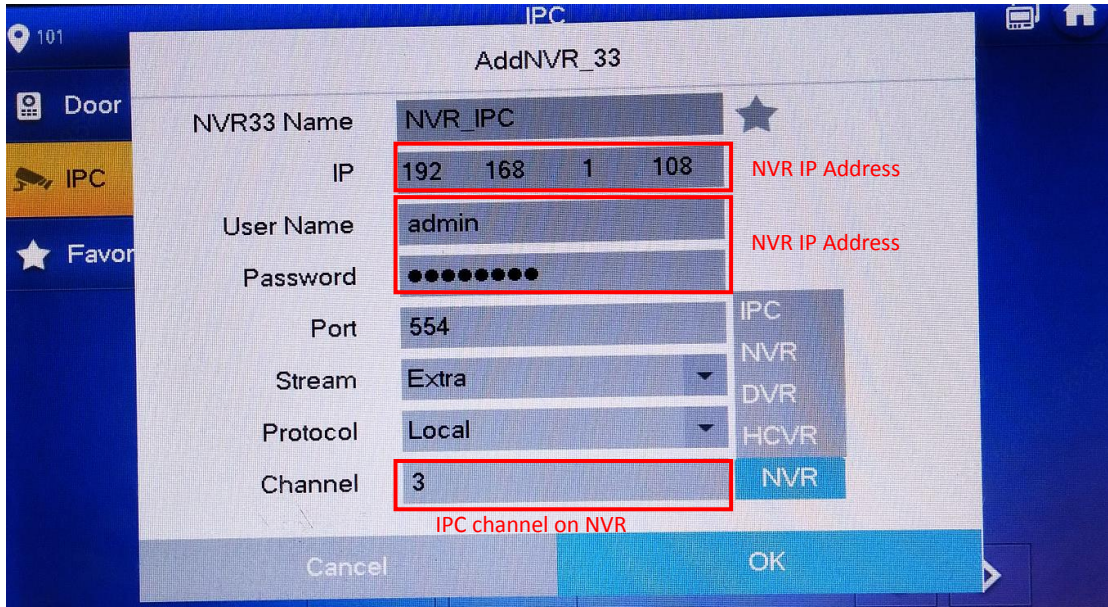 IPC
101
AddNVR_33
Door
NVR33 Name NVR_IPC
IPC
IP 192 168 1 108 NVR IP Address
User Name admin
NVR IP Address
Favor
Password ●●●●●●●●
Port 554
IPC
NVR
Stream Extra
DVR
Protocol Local
HCVR
Channel 3 NVR
IPC channel on NVR
Cancel OK